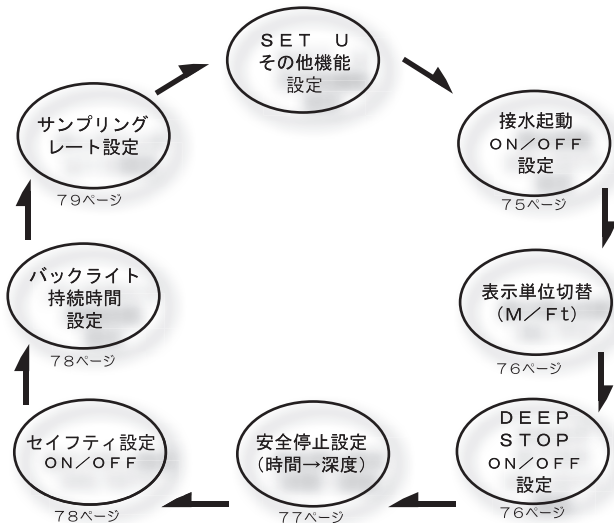 SET U
その他機能
設定
接水起動
ON/OFF
設定
75ページ
表示単位切替
(M/Ft)
76ページ
DEEP
STOP
ON/OFF
設定
76ページ
安全停止設定
(時間→深度)
77ページ
セイフティ設定
ON/OFF
78ページ
バックライト
持続時間
設定
78ページ
サンプリング
レート設定
79ページ